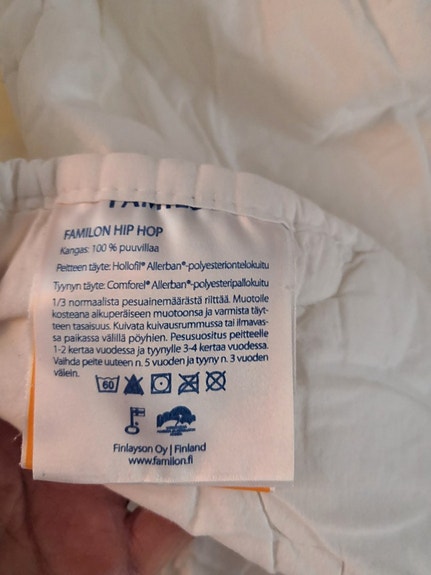 FAMILON HIP HOP
Kangas: 100 % puuvillaa
Peitteen täyte: Hollofil® Allerban®-polyesteriontelokuitu
Tyynyn täyte: Comforel® Allerban®-polyesteripallokuitu
1/3 normaalista pesuainemäärästä riittää. Muotoile
kosteana alkuperäiseen muotoonsa ja varmista täyt-
teen tasaisuus. Kuivata kuivausrummussa tai ilmavas-
sa paikassa välillä pöyhien. Pesusuositus peitteelle
1-2 kertaa vuodessa ja tyynylle 3-4 kertaa vuodessa.
Vaihda peite uuteen n. 5 vuoden ja tyyny n. 3 vuoden
välein.
60
Finlayson Oy | Finland
www.familon.fi